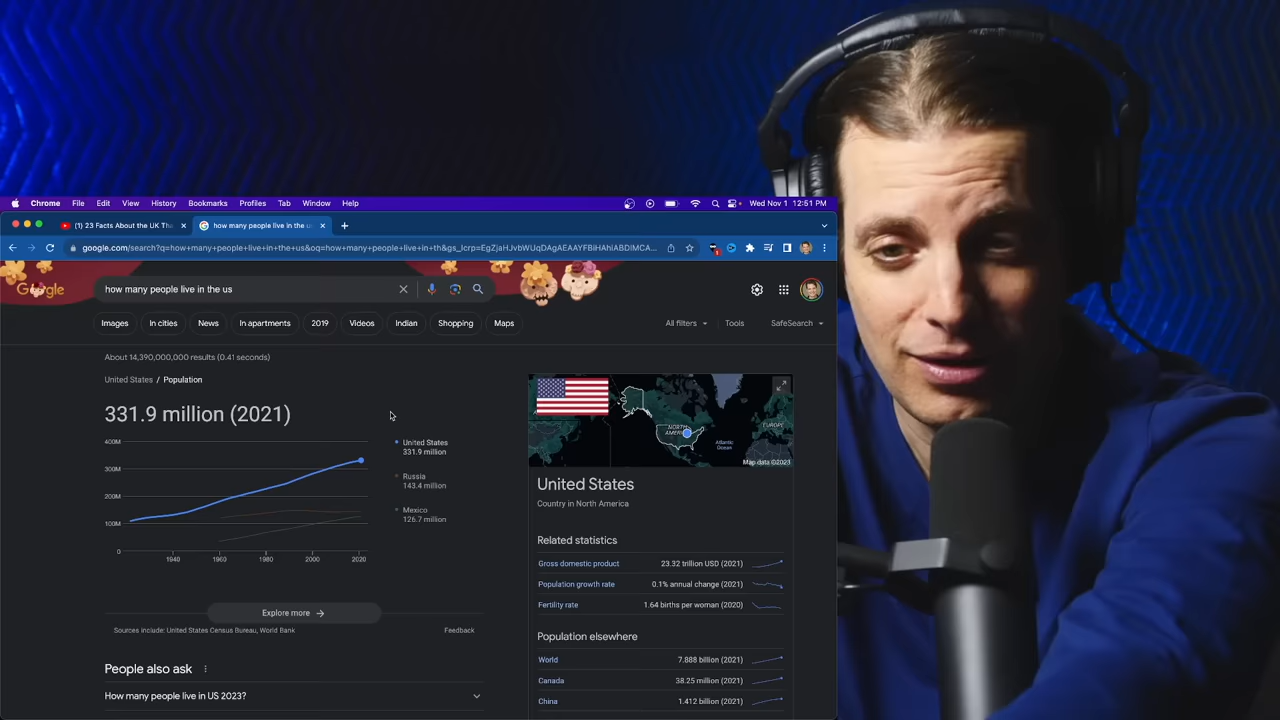 Chrome File Edit View History Bookmarks Profiles Tab Window Help Wed Nov 1 12:51 PM
(1) 23 Facts About the UK Tha
how many people live in the u
google.com/search?q=how+many+people+live+in+the+us&oq=how+many+people+live+in+th&gs_lcrp=
Google
how many people live in the us
Images In cities News In apartments 2019 Videos Indian Shopping Maps All filters Tools SafeSearch
About 14,390,000,000 results (0.41 seconds)
United States / Population
331.9 million (2021)
400M
300M
200M
100M
0
1940 1960 1980 2000 2020
United States
331.9 million
Russia
143.4 million
Mexico
126.7 million
Explore more
Sources include: United States Census Bureau, World Bank Feedback
People also ask
How many people live in US 2023?
NORTH
AMERICA
Atlantic
Ocean
EUROPE
Map data ©2023
United States
Country in North America
Related statistics
Gross domestic product 23.32 trillion USD (2021)
Population growth rate 0.1% annual change (2021)
Fertility rate 1.64 births per woman (2020)
Population elsewhere
World 7.888 billion (2021)
Canada 38.25 million (2021)
China 1.412 billion (2021)